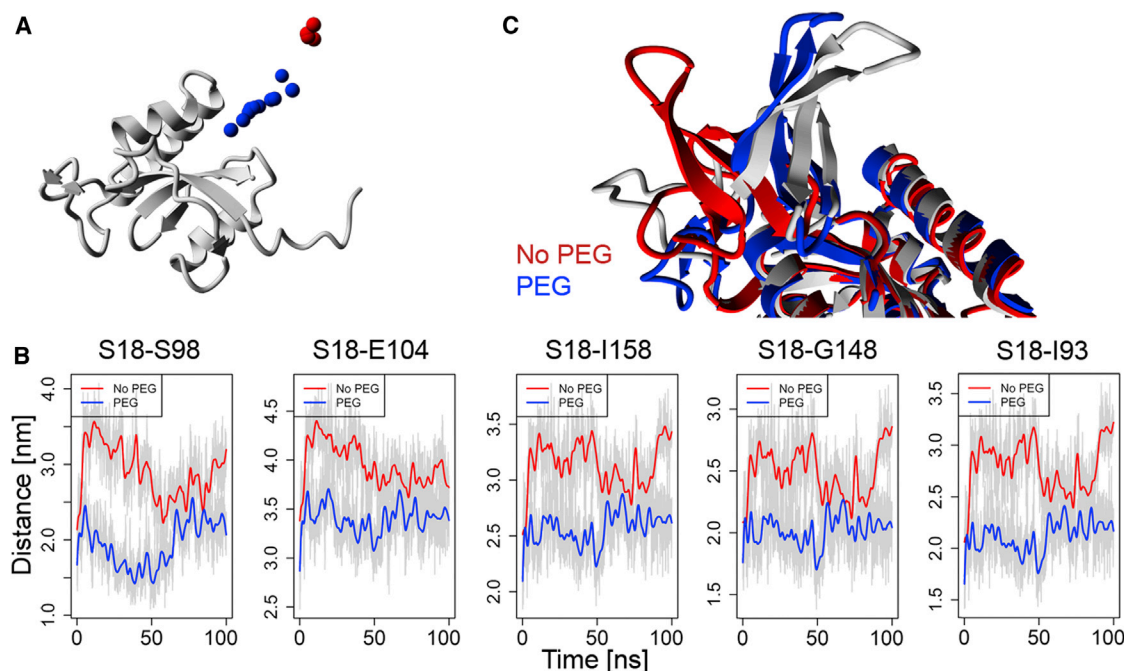 A
C
No PEG
PEG
B
S18-S98
S18-E104
S18-I158
S18-G148
S18-I93
No PEG
PEG
No PEG
PEG
No PEG
PEG
No PEG
PEG
No PEG
PEG
Distance [nm]
4.0
3.0
2.0
1.0
4.5
4.0
3.5
3.0
2.5
3.5
3.0
2.5
2.0
3.0
2.5
2.0
1.5
3.5
3.0
2.5
2.0
1.5
0 50 100
0 50 100
0 50 100
0 50 100
0 50 100
Time [ns]